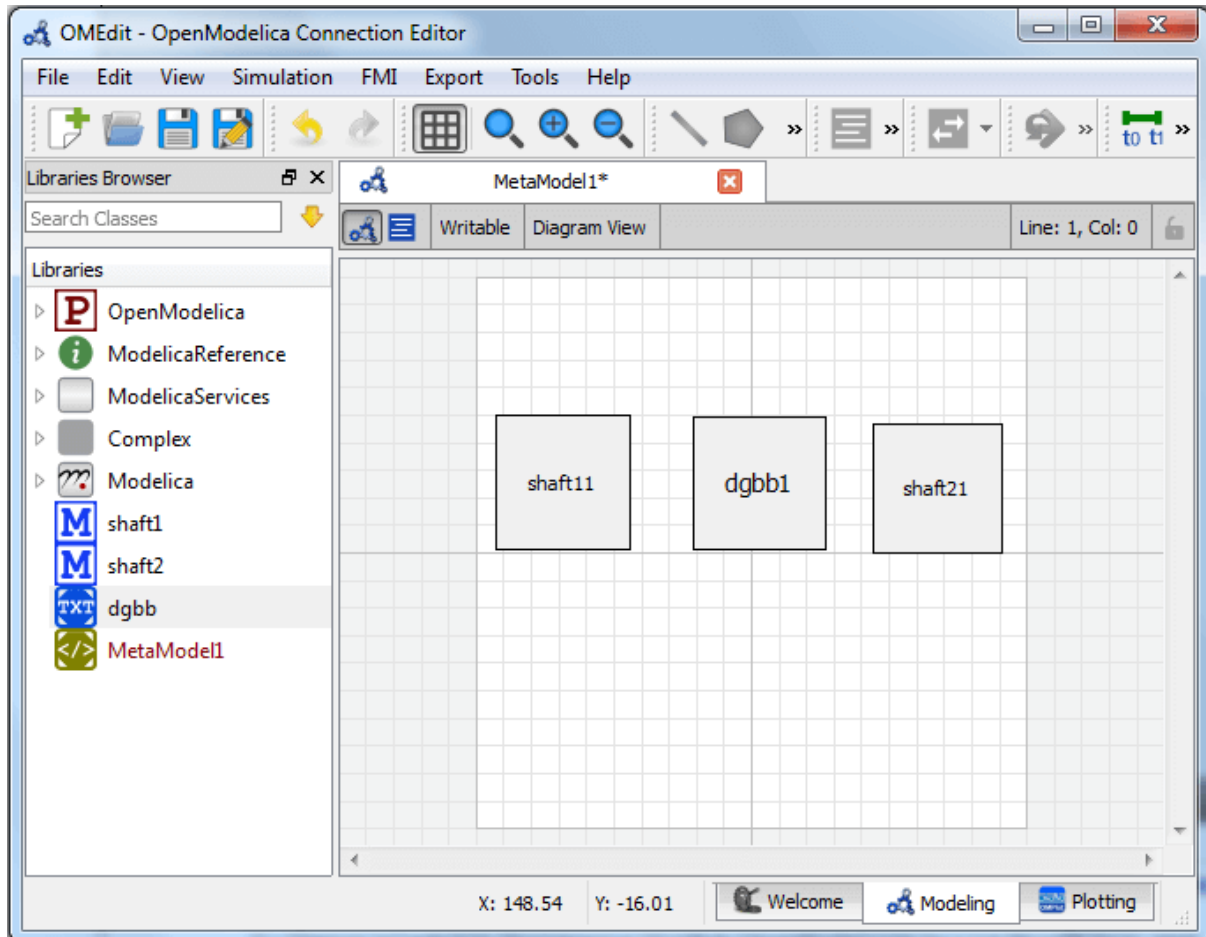 OMEdit - OpenModelica Connection Editor
File Edit View Simulation FMI Export Tools Help
t0 t1
Libraries Browser
MetaModel1*
Search Classes
Writable Diagram View Line: 1, Col: 0
Libraries
P OpenModelica
i ModelicaReference
ModelicaServices
Complex
m Modelica
M shaft1
M shaft2
TXT dgbb
</> MetaModel1
shaft11 dgbb1 shaft21
X: 148.54 Y: -16.01 Welcome Modeling Plotting